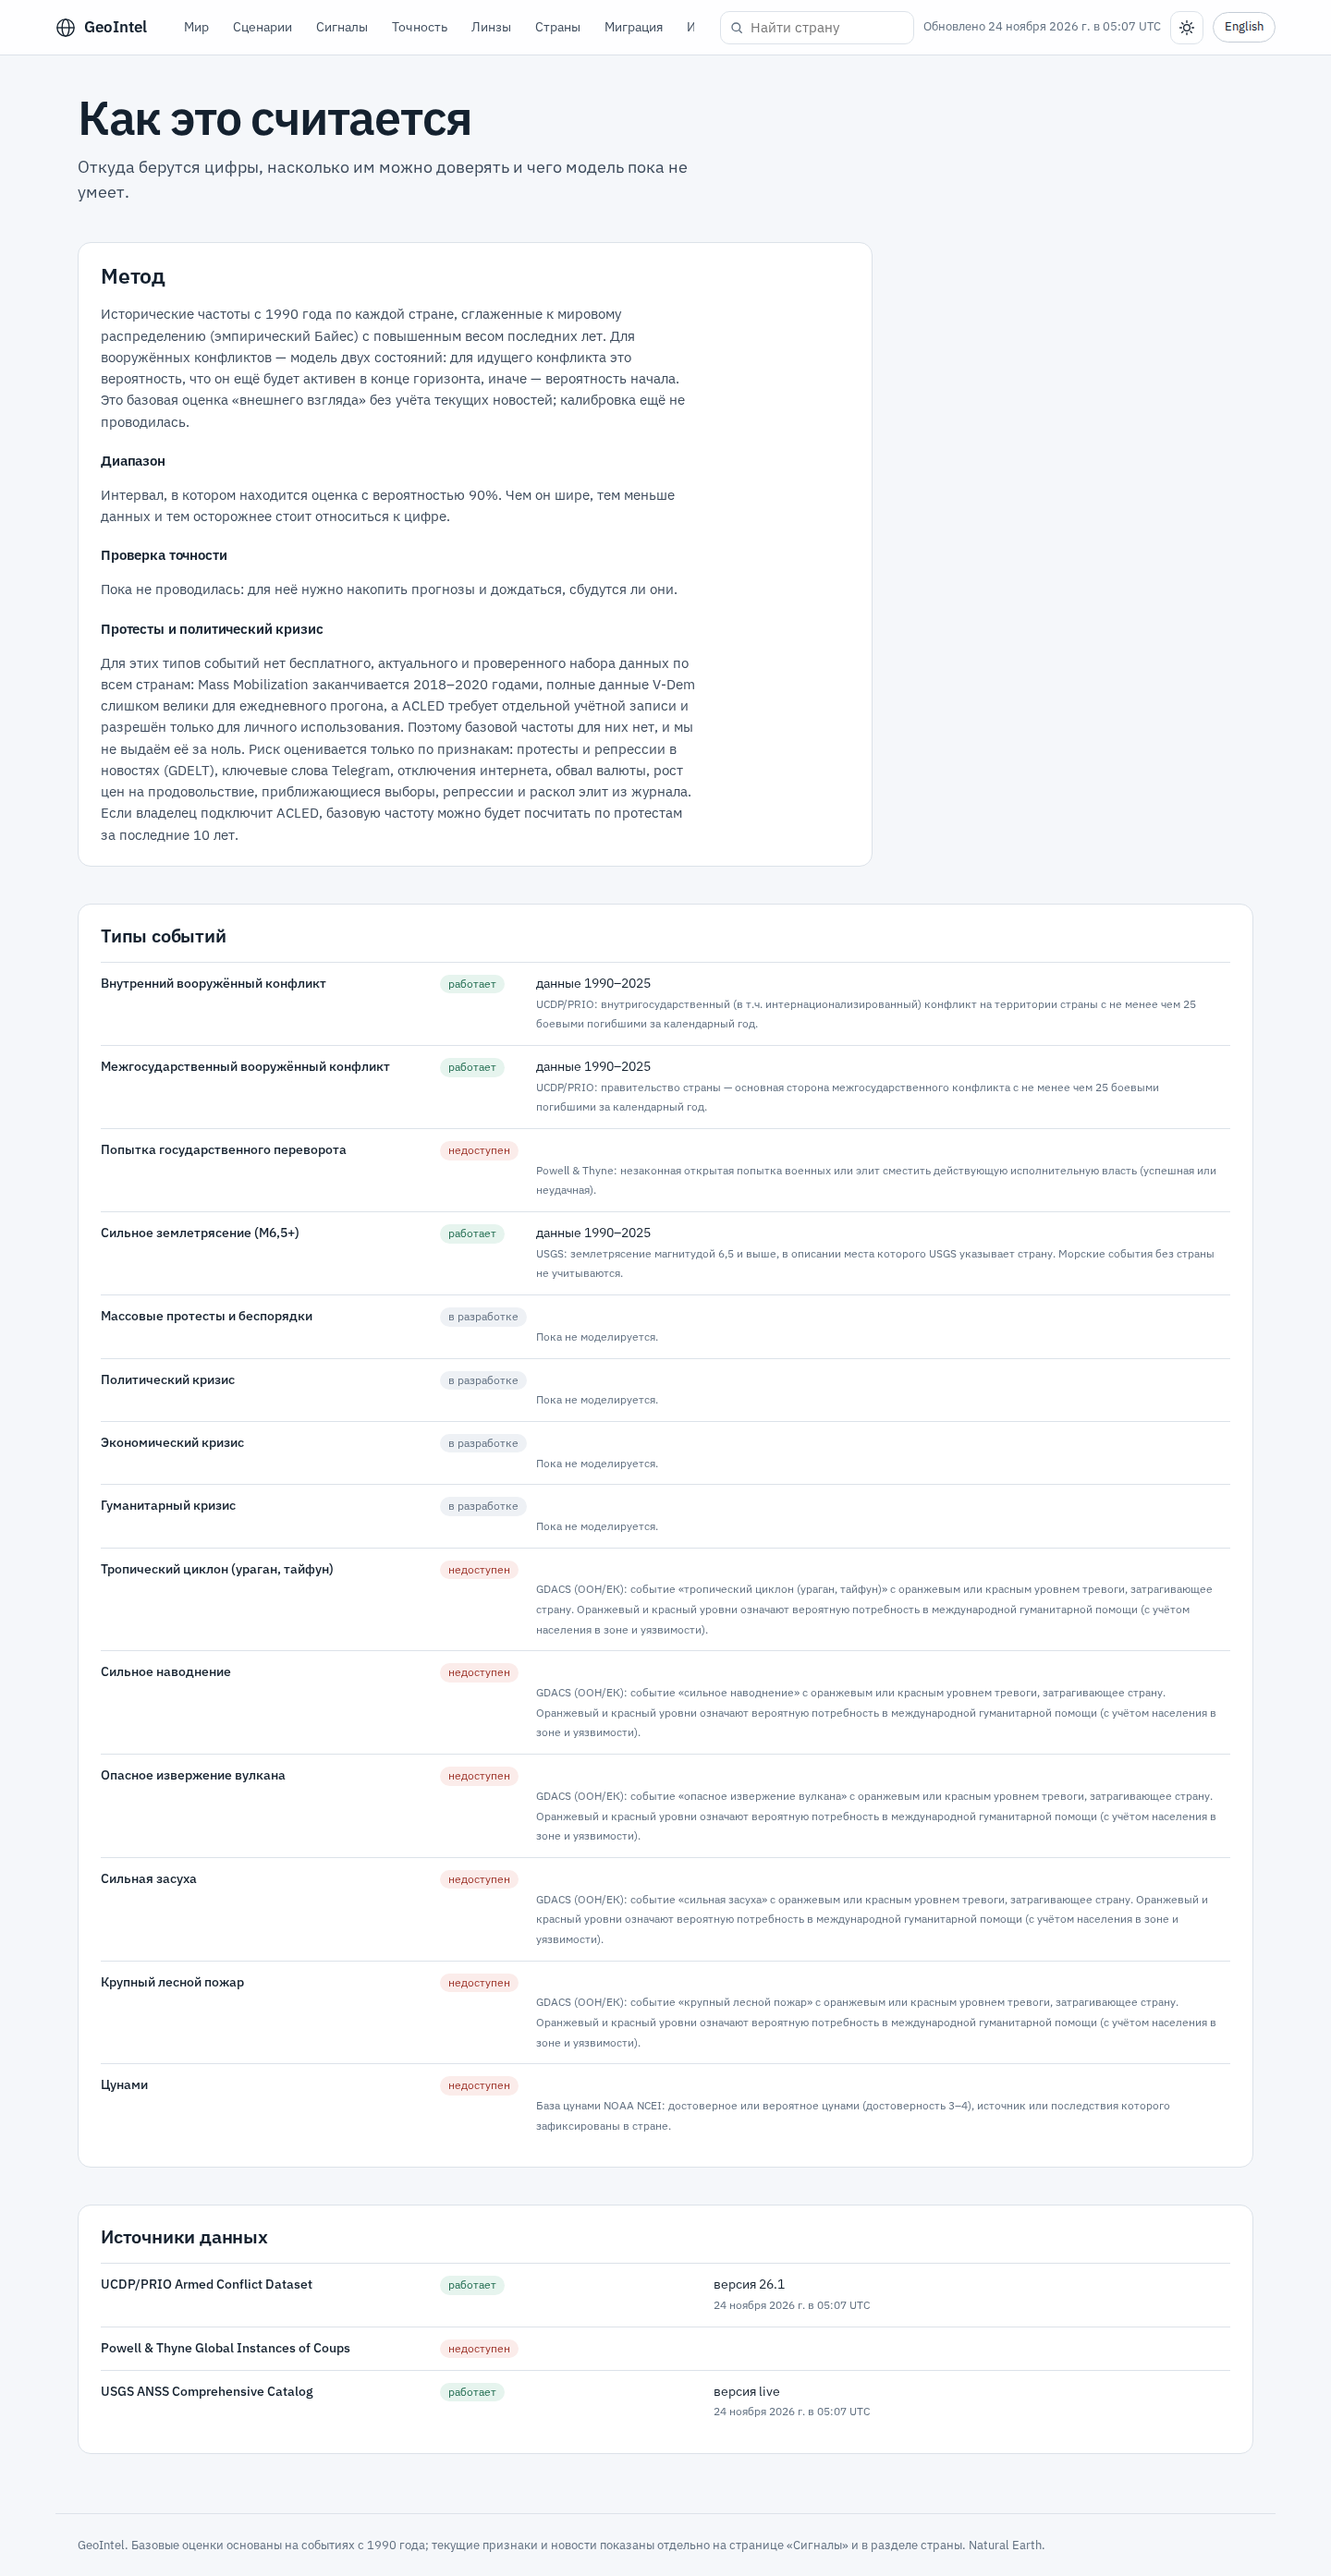 GeoIntel
Мир Сценарии Сигналы Точность Линзы Страны Миграция И
Найти страну
Обновлено 24 ноября 2026 г. в 05:07 UTC
English
Как это считается
Откуда берутся цифры, насколько им можно доверять и чего модель пока не
умеет.
Метод
Исторические частоты с 1990 года по каждой стране, сглаженные к мировому
распределению (эмпирический Байес) с повышенным весом последних лет. Для
вооружённых конфликтов — модель двух состояний: для идущего конфликта это
вероятность, что он ещё будет активен в конце горизонта, иначе — вероятность начала.
Это базовая оценка «внешнего взгляда» без учёта текущих новостей; калибровка ещё не
проводилась.
Диапазон
Интервал, в котором находится оценка с вероятностью 90%. Чем он шире, тем меньше
данных и тем осторожнее стоит относиться к цифре.
Проверка точности
Пока не проводилась: для неё нужно накопить прогнозы и дождаться, сбудутся ли они.
Протесты и политический кризис
Для этих типов событий нет бесплатного, актуального и проверенного набора данных по
всем странам: Mass Mobilization заканчивается 2018–2020 годами, полные данные V-Dem
слишком велики для ежедневного прогона, а ACLED требует отдельной учётной записи и
разрешён только для личного использования. Поэтому базовой частоты для них нет, и мы
не выдаём её за ноль. Риск оценивается только по признакам: протесты и репрессии в
новостях (GDELT), ключевые слова Telegram, отключения интернета, обвал валюты, рост
цен на продовольствие, приближающиеся выборы, репрессии и раскол элит из журнала.
Если владелец подключит ACLED, базовую частоту можно будет посчитать по протестам
за последние 10 лет.
Типы событий
Внутренний вооружённый конфликт работает данные 1990–2025
UCDP/PRIO: внутригосударственный (в т.ч. интернационализированный) конфликт на территории страны с не менее чем 25
боевыми погибшими за календарный год.
Межгосударственный вооружённый конфликт работает данные 1990–2025
UCDP/PRIO: правительство страны — основная сторона межгосударственного конфликта с не менее чем 25 боевыми
погибшими за календарный год.
Попытка государственного переворота недоступен
Powell & Thyne: незаконная открытая попытка военных или элит сместить действующую исполнительную власть (успешная или
неудачная).
Сильное землетрясение (M6,5+) работает данные 1990–2025
USGS: землетрясение магнитудой 6,5 и выше, в описании места которого USGS указывает страну. Морские события без страны
не учитываются.
Массовые протесты и беспорядки в разработке
Пока не моделируется.
Политический кризис в разработке
Пока не моделируется.
Экономический кризис в разработке
Пока не моделируется.
Гуманитарный кризис в разработке
Пока не моделируется.
Тропический циклон (ураган, тайфун) недоступен
GDACS (ООН/ЕК): событие «тропический циклон (ураган, тайфун)» с оранжевым или красным уровнем тревоги, затрагивающее
страну. Оранжевый и красный уровни означают вероятную потребность в международной гуманитарной помощи (с учётом
населения в зоне и уязвимости).
Сильное наводнение недоступен
GDACS (ООН/ЕК): событие «сильное наводнение» с оранжевым или красным уровнем тревоги, затрагивающее страну.
Оранжевый и красный уровни означают вероятную потребность в международной гуманитарной помощи (с учётом населения в
зоне и уязвимости).
Опасное извержение вулкана недоступен
GDACS (ООН/ЕК): событие «опасное извержение вулкана» с оранжевым или красным уровнем тревоги, затрагивающее страну.
Оранжевый и красный уровни означают вероятную потребность в международной гуманитарной помощи (с учётом населения в
зоне и уязвимости).
Сильная засуха недоступен
GDACS (ООН/ЕК): событие «сильная засуха» с оранжевым или красным уровнем тревоги, затрагивающее страну. Оранжевый и
красный уровни означают вероятную потребность в международной гуманитарной помощи (с учётом населения в зоне и
уязвимости).
Крупный лесной пожар недоступен
GDACS (ООН/ЕК): событие «крупный лесной пожар» с оранжевым или красным уровнем тревоги, затрагивающее страну.
Оранжевый и красный уровни означают вероятную потребность в международной гуманитарной помощи (с учётом населения в
зоне и уязвимости).
Цунами недоступен
База цунами NOAA NCEI: достоверное или вероятное цунами (достоверность 3–4), источник или последствия которого
зафиксированы в стране.
Источники данных
UCDP/PRIO Armed Conflict Dataset работает версия 26.1
24 ноября 2026 г. в 05:07 UTC
Powell & Thyne Global Instances of Coups недоступен
USGS ANSS Comprehensive Catalog работает версия live
24 ноября 2026 г. в 05:07 UTC
GeoIntel. Базовые оценки основаны на событиях с 1990 года; текущие признаки и новости показаны отдельно на странице «Сигналы» и в разделе страны. Natural Earth.